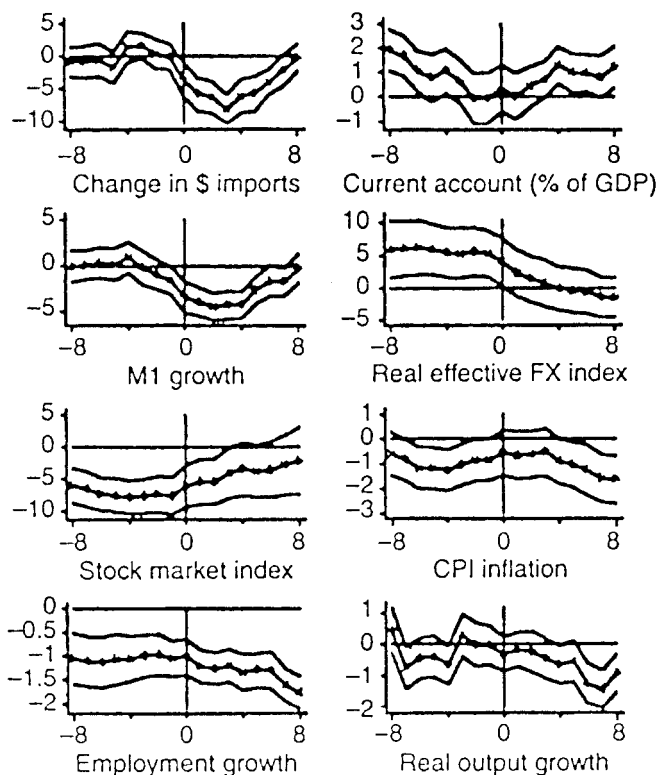 5
0
-5
-10
-8 0 8
Change in $ imports
3
2
1
0
-1
-8 0 8
Current account (% of GDP)
5
0
-5
-8 0 8
M1 growth
10
5
0
-5
-8 0 8
Real effective FX index
5
0
-5
-10
-8 0 8
Stock market index
1
0
-1
-2
-3
-8 0 8
CPI inflation
0
-0.5
-1
-1.5
-2
-8 0 8
Employment growth
1
0
-1
-2
-8 0 8
Real output growth